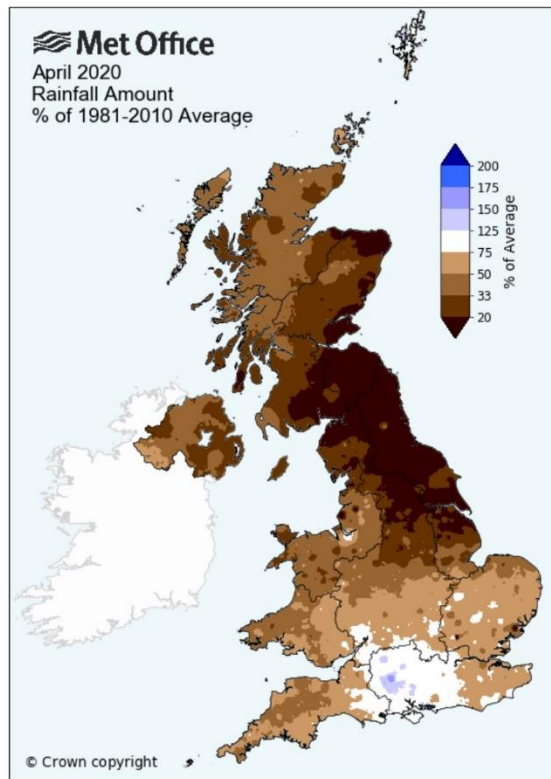 Met Office
April 2020
Rainfall Amount
% of 1981-2010 Average
200
175
150
125
75
50
33
20
% of Average
© Crown copyright